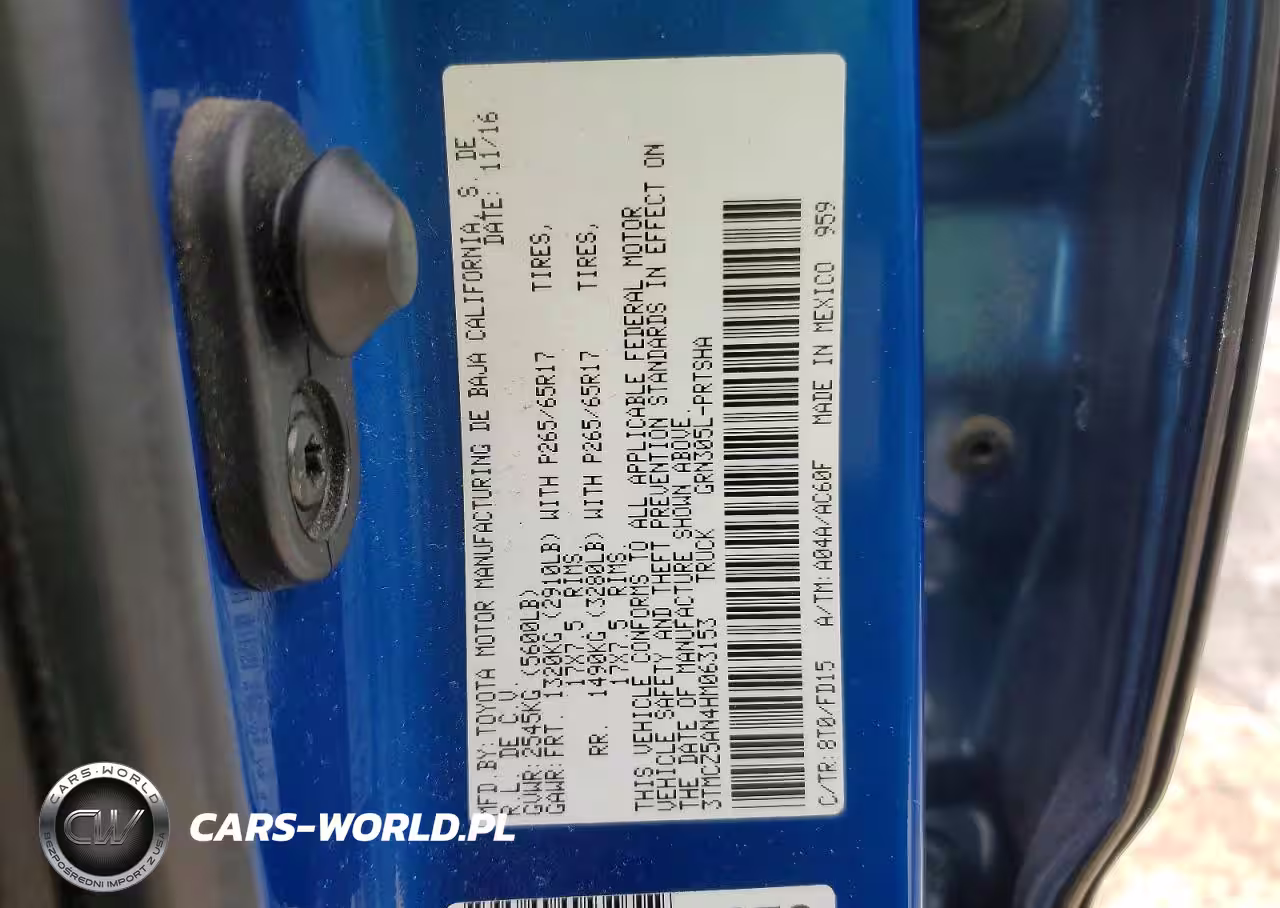 MFD. BY: TOYOTA MOTOR MANUFACTURING DE BAJA CALIFORNIA, S. DE
R.L. DE C.V. DATE: 11/16
GVWR: 2545KG (5600LB)
GAWR: FRT. 1320KG (2910LB) WITH P265/65R17 TIRES,
17X7.5 RIMS.
RR. 1490KG (3280LB) WITH P265/65R17 TIRES,
17X7.5 RIMS.
THIS VEHICLE CONFORMS TO ALL APPLICABLE FEDERAL MOTOR
VEHICLE SAFETY AND THEFT PREVENTION STANDARDS IN EFFECT ON
THE DATE OF MANUFACTURE SHOWN ABOVE.
3TMCZ5AN4HM063153 TRUCK GRN305L-PRTSHA
C/TR: 8T0/FD15 A/TM: A04A/AC60F MADE IN MEXICO 959
CARS-WORLD
CW
BEZPOŚREDNI IMPORT Z USA
CARS-WORLD.PL